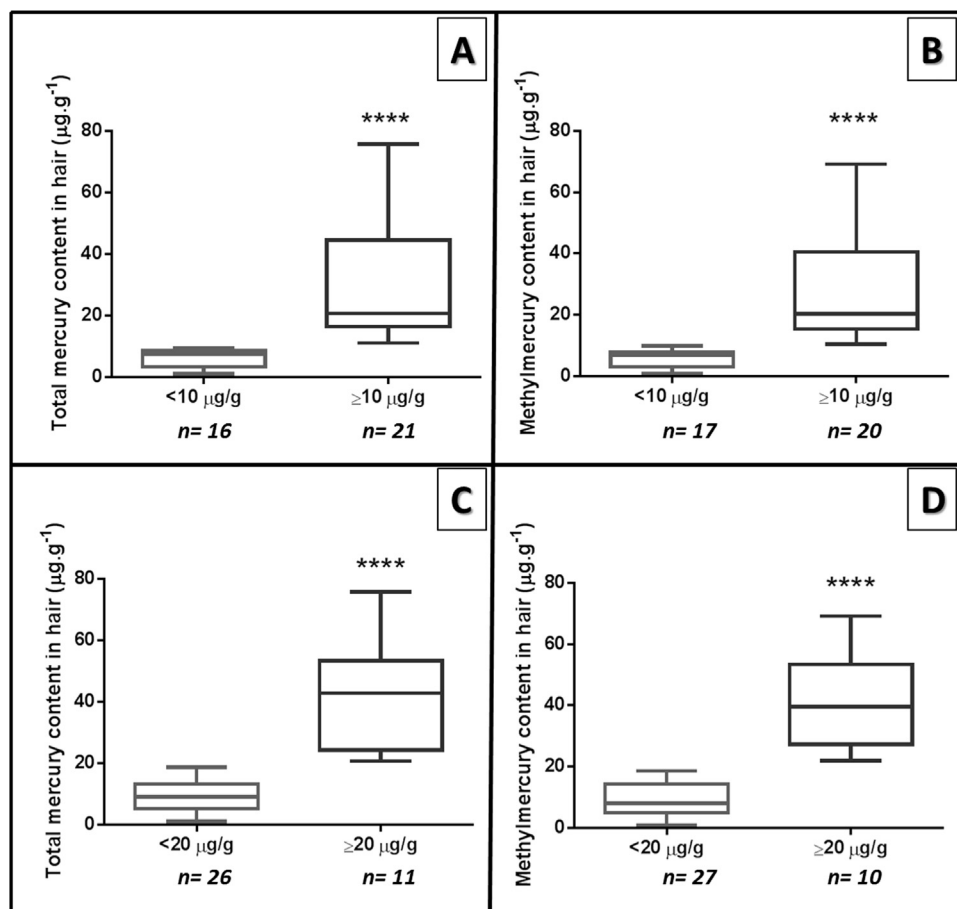 A
Total mercury content in hair (µg.g-1)
80
60
40
20
0
****
<10 µg/g
≥10 µg/g
n= 16
n= 21
B
Methylmercury content in hair (µg.g-1)
80
60
40
20
0
****
<10 µg/g
≥10 µg/g
n= 17
n= 20
C
Total mercury content in hair (µg.g-1)
80
60
40
20
0
****
<20 µg/g
≥20 µg/g
n= 26
n= 11
D
Methylmercury content in hair (µg.g-1)
80
60
40
20
0
****
<20 µg/g
≥20 µg/g
n= 27
n= 10